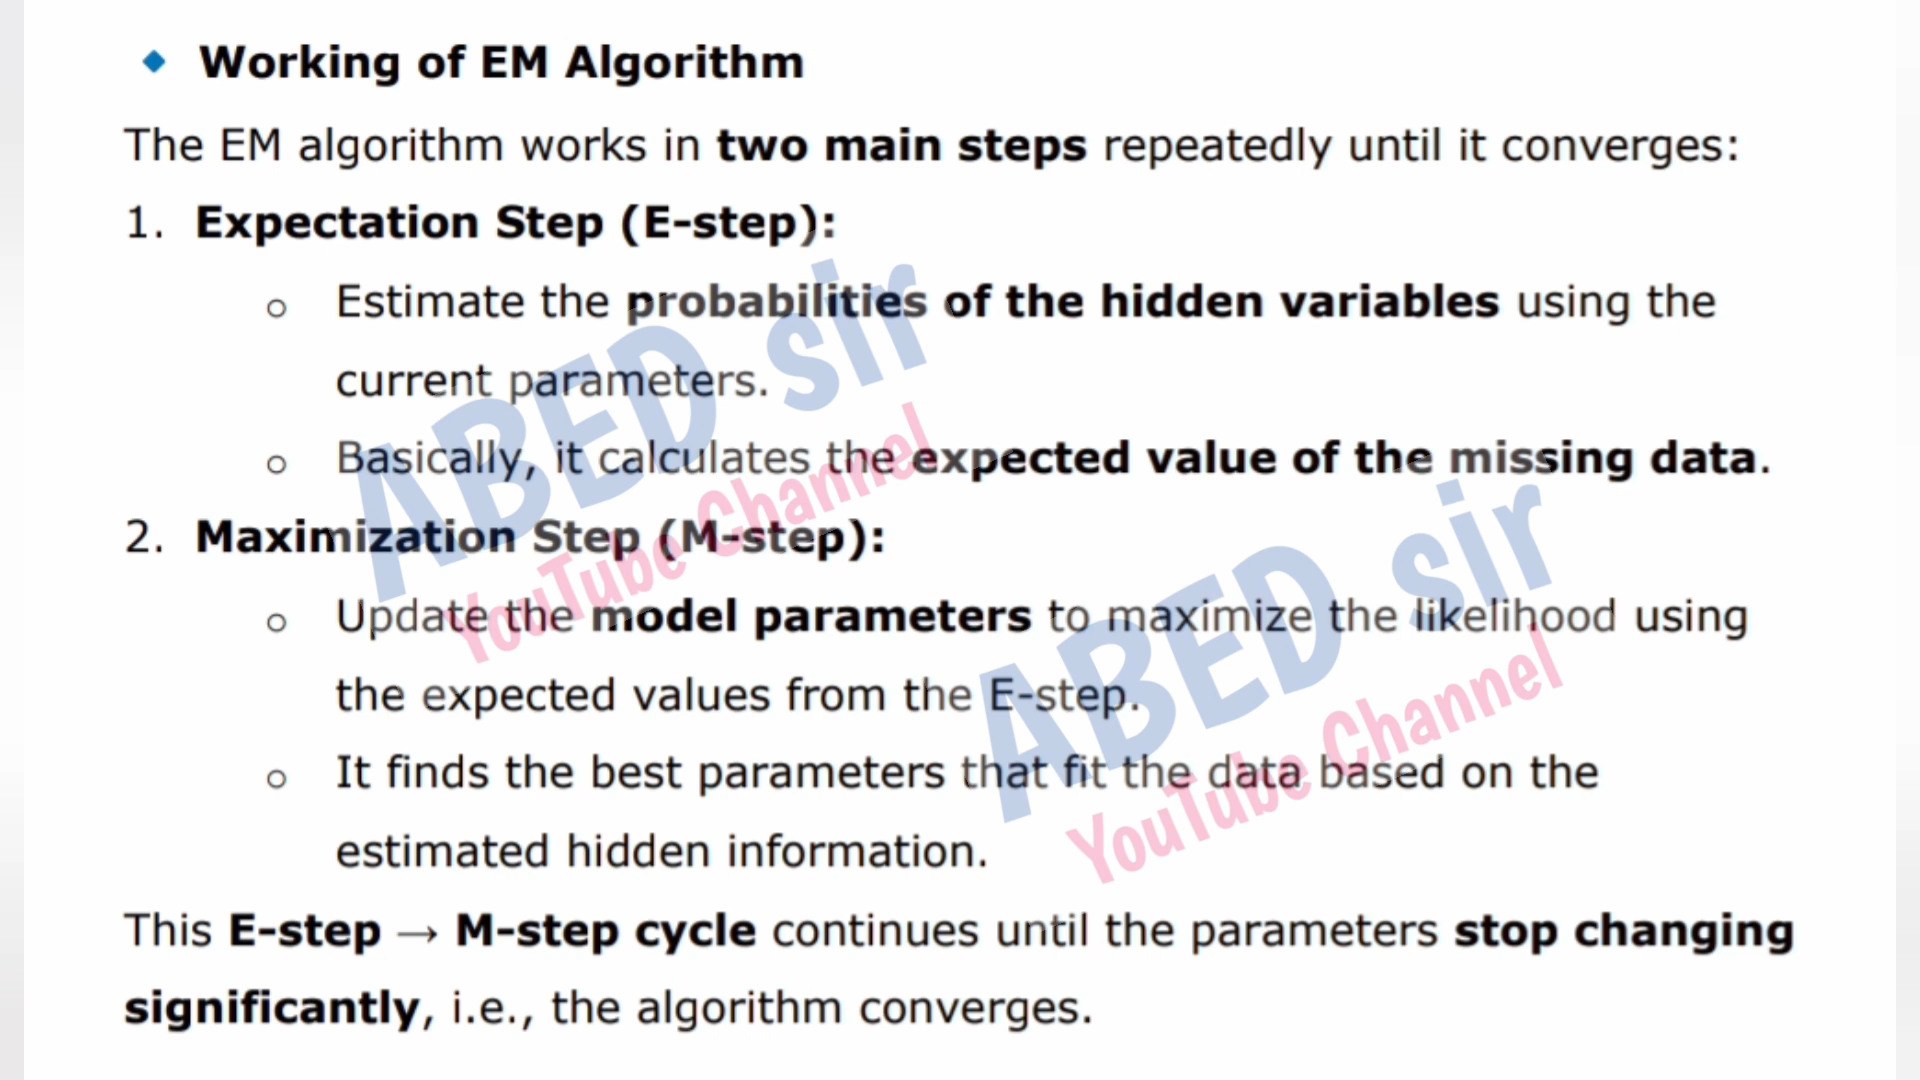 Working of EM Algorithm
The EM algorithm works in two main steps repeatedly until it converges:
1. Expectation Step (E-step):
o Estimate the probabilities of the hidden variables using the
current parameters.
o Basically, it calculates the expected value of the missing data.
2. Maximization Step (M-step):
o Update the model parameters to maximize the likelihood using
the expected values from the E-step.
o It finds the best parameters that fit the data based on the
estimated hidden information.
This E-step → M-step cycle continues until the parameters stop changing
significantly, i.e., the algorithm converges.
ABED sir
YouTube Channel
ABED sir
YouTube Channel